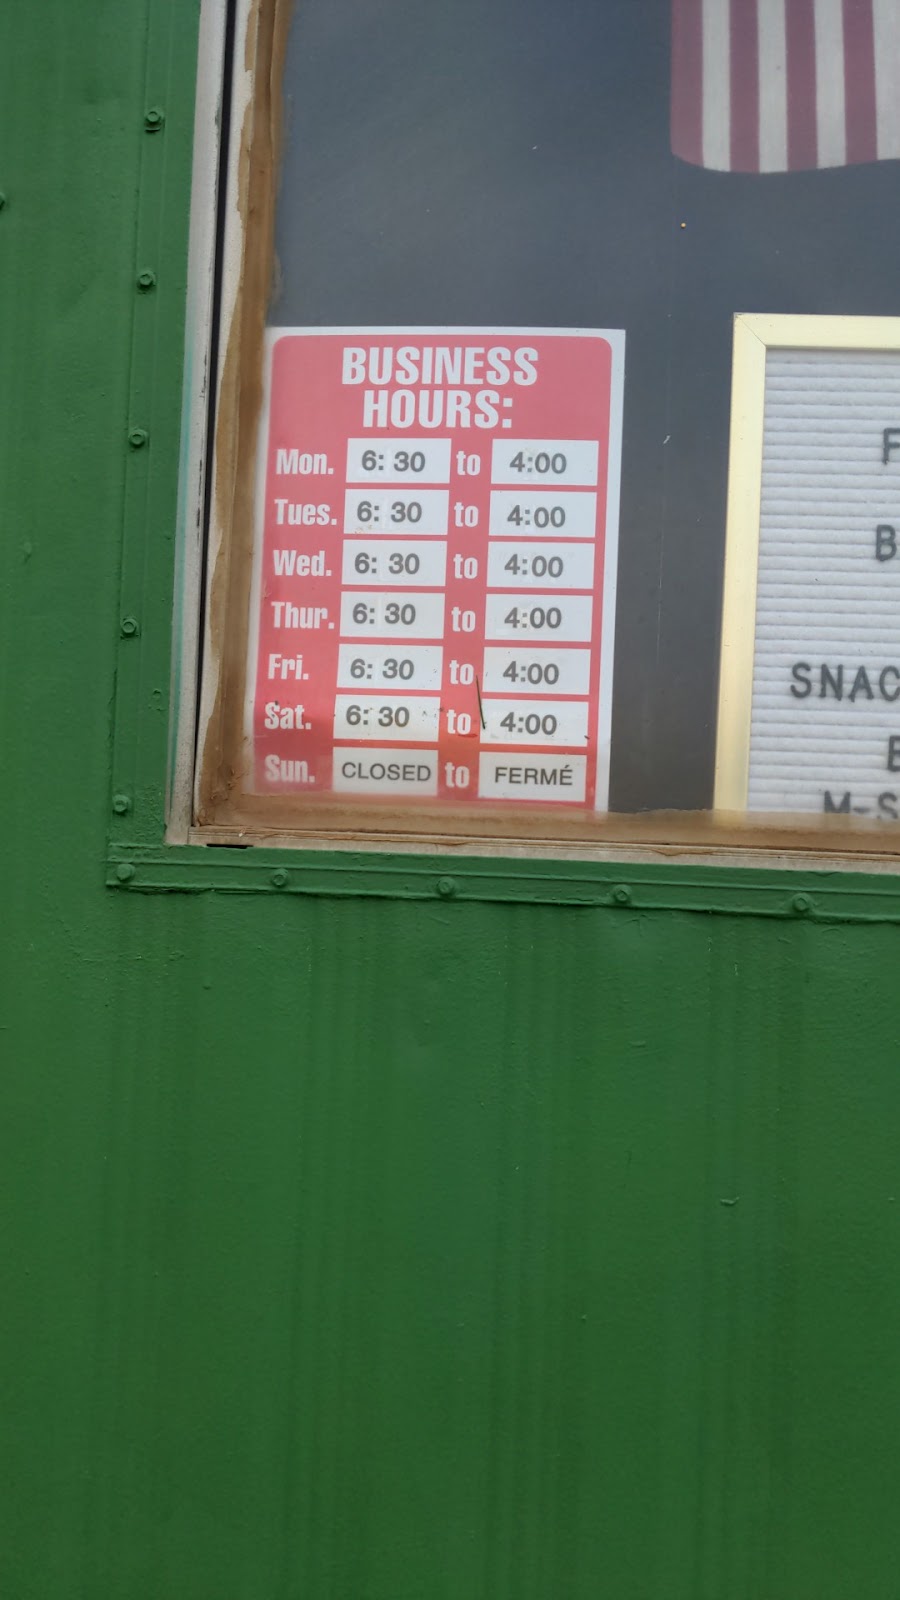 BUSINESS
HOURS:
Mon. 6:30 to 4:00
Tues. 6:30 to 4:00
Wed. 6:30 to 4:00
Thur. 6:30 to 4:00
Fri. 6:30 to 4:00
Sat. 6:30 to 4:00
Sun. CLOSED to FERMÉ
F
B
SNAC
E
M-S